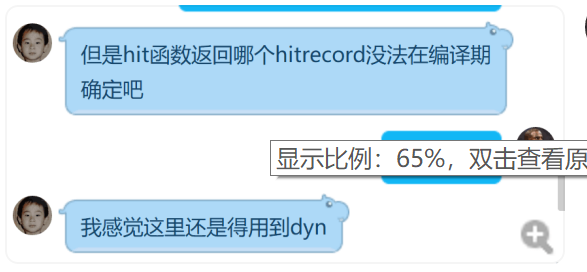 但是hit函数返回哪个hitrecord没法在编译期
确定吧
显示比例：65%，双击查看原
我感觉这里还是得用到dyn